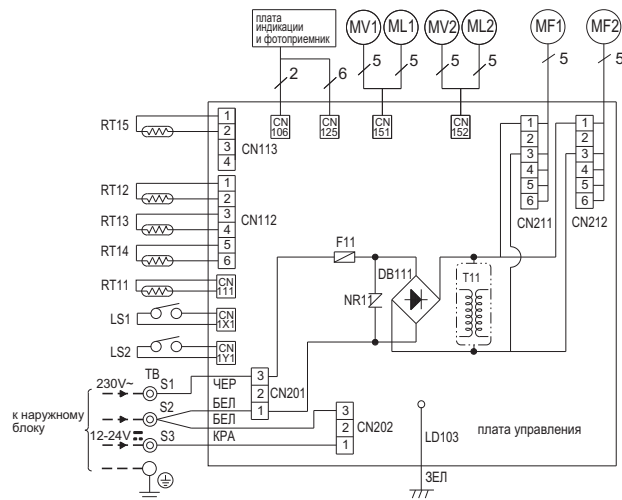 плата
индикации
и фотоприемник
MV1
ML1
MV2
ML2
MF1
MF2
2
6
5
5
5
5
5
5
RT15
1
2
3
4
CN113
CN
106
CN
125
CN
151
CN
152
1
2
3
4
5
6
CN211
1
2
3
4
5
6
CN212
RT12
RT13
RT14
1
2
3
4
5
6
CN112
RT11
CN
111
LS1
CN
1X1
LS2
CN
1Y1
F11
DB111
NR11
T11
230V~
TB
S1
ЧЕР
3
2
1
CN201
к наружному
блоку
S2
БЕЛ
БЕЛ
12-24V
S3
КРА
3
2
1
CN202
LD103
плата управления
ЗЕЛ